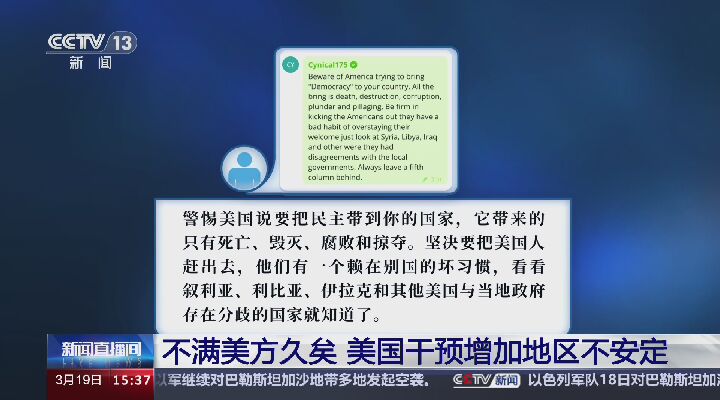 CCTV 13
新闻
CY
Cynical175
Beware of America trying to bring
"Democracy" to your country. All the
bring is death, destruction, corruption,
plundar and pillaging. Be firm in
kicking the Americans out they have a
bad habit of overstaying their
welcome just look at Syria, Libya, Iraq
and other were they had
disagreements with the local
governments. Always leave a fifth
column behind.
警惕美国说要把民主带到你的国家，它带来的
只有死亡、毁灭、腐败和掠夺。坚决要把美国人
赶出去，他们有一个赖在别国的坏习惯，看看
叙利亚、利比亚、伊拉克和其他美国与当地政府
存在分歧的国家就知道了。
新闻直播间
不满美方久矣 美国干预增加地区不安定
3月19日 15:37
以军继续对巴勒斯坦加沙地带多地发起空袭。 CCTV 新闻 以色列军队18日对巴勒斯坦加沙